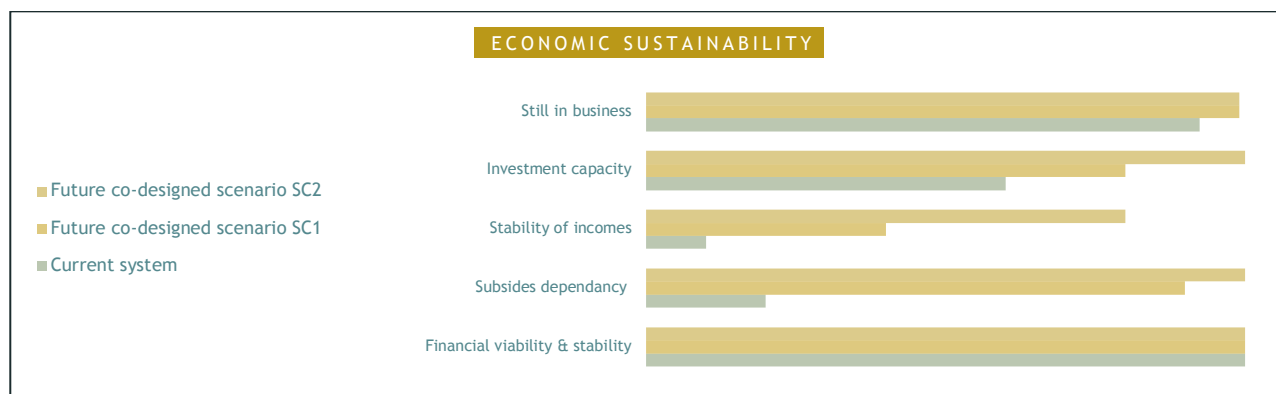 ECONOMIC SUSTAINABILITY
Still in business
Investment capacity
Stability of incomes
Subsides dependancy
Financial viability & stability
Future co-designed scenario SC2
Future co-designed scenario SC1
Current system